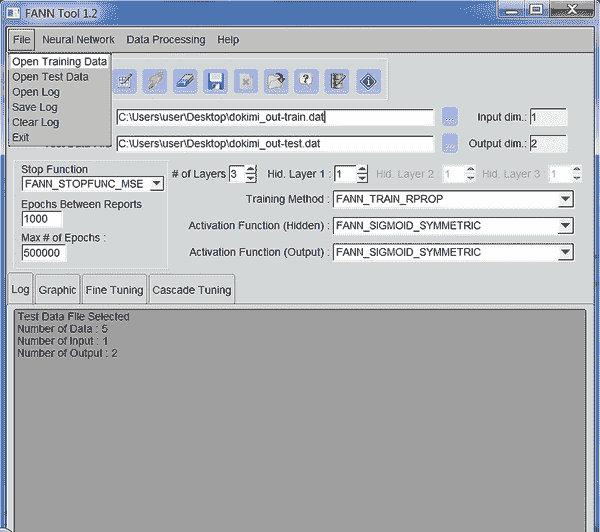 FANN Tool 1.2
File Neural Network Data Processing Help
Open Training Data
Open Test Data
Open Log
Save Log
Clear Log
Exit
C:\Users\user\Desktop\dokimi_out-train.dat ... Input dim.: 1
C:\Users\user\Desktop\dokimi_out-test.dat ... Output dim.: 2
Stop Function
FANN_STOPFUNC_MSE
Epochs Between Reports
1000
Max # of Epochs :
500000
# of Layers 3 Hid. Layer 1 : 1 Hid. Layer 2 : 1 Hid. Layer 3 : 1
Training Method : FANN_TRAIN_RPROP
Activation Function (Hidden) : FANN_SIGMOID_SYMMETRIC
Activation Function (Output) : FANN_SIGMOID_SYMMETRIC
Log Graphic Fine Tuning Cascade Tuning
Test Data File Selected
Number of Data : 5
Number of Input : 1
Number of Output : 2